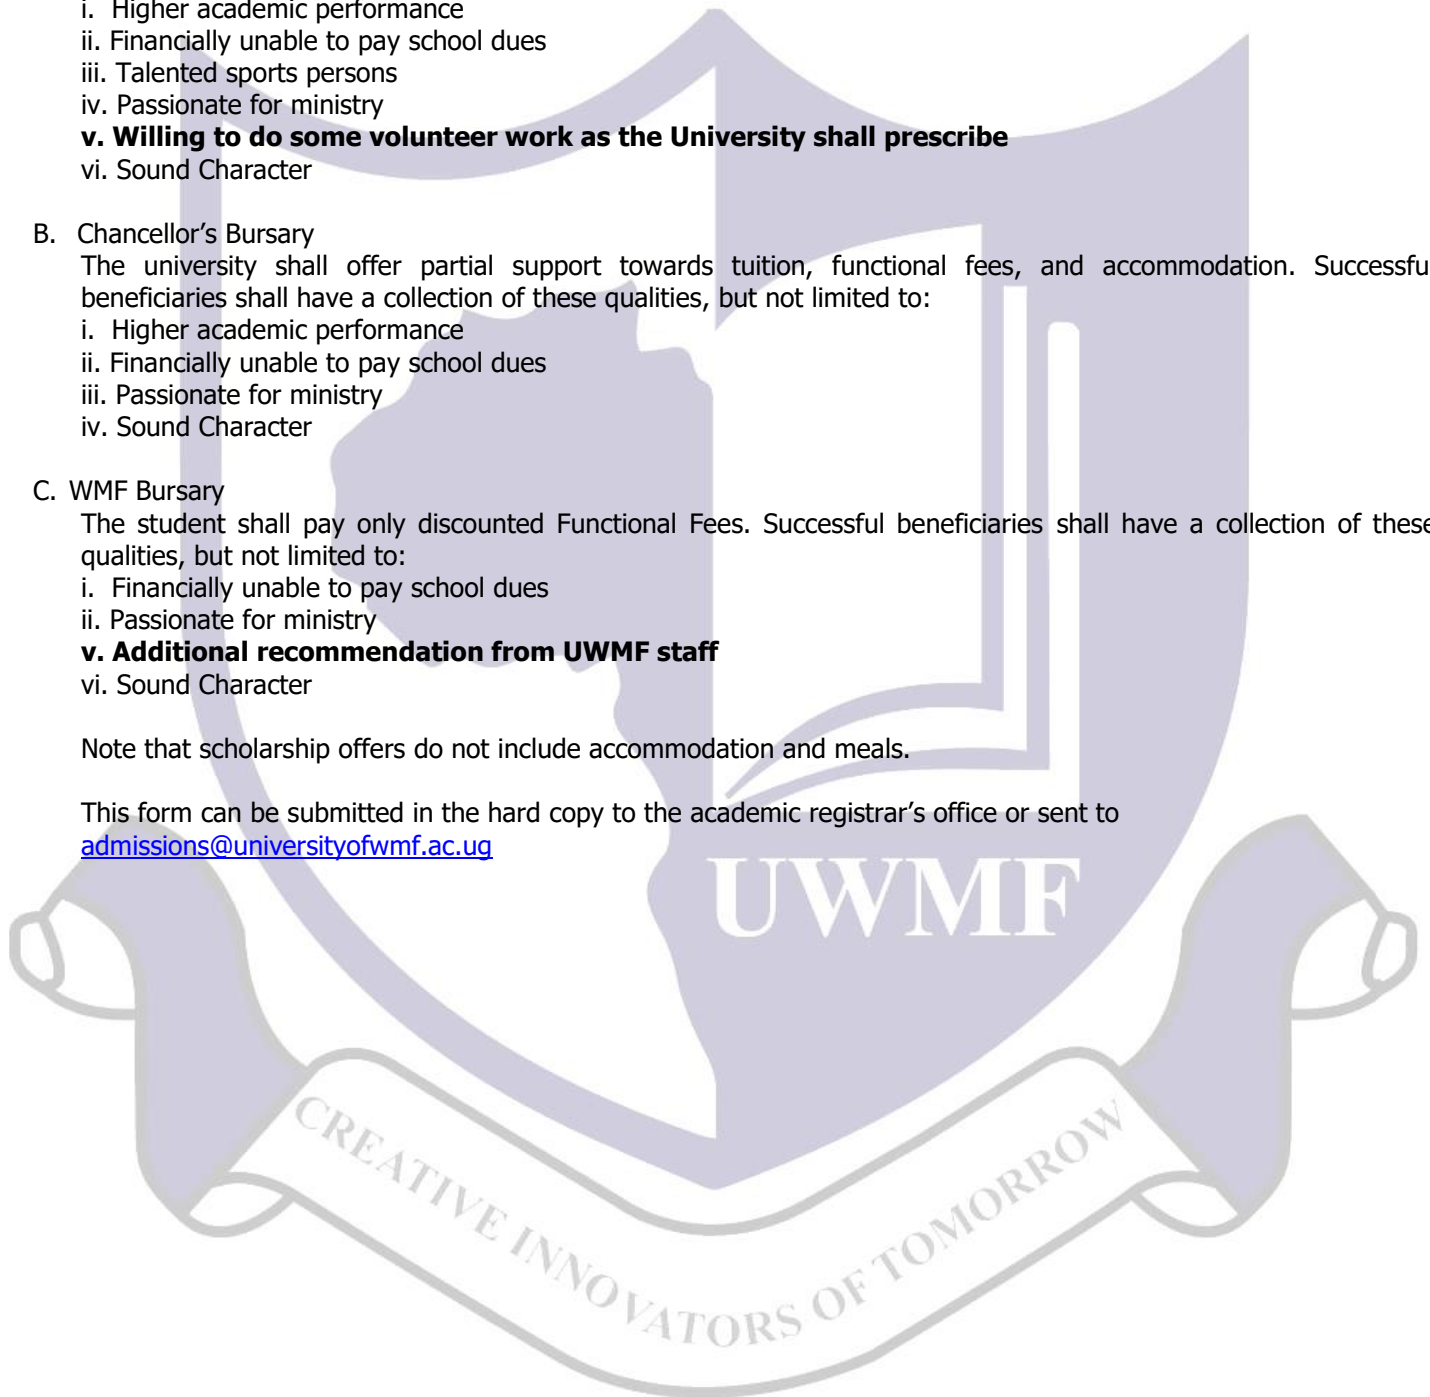 i. Higher academic performance
ii. Financially unable to pay school dues
iii. Talented sports persons
iv. Passionate for ministry
v. Willing to do some volunteer work as the University shall prescribe
vi. Sound Character
B. Chancellor’s Bursary
The university shall offer partial support towards tuition, functional fees, and accommodation. Successfu
beneficiaries shall have a collection of these qualities, but not limited to:
i. Higher academic performance
ii. Financially unable to pay school dues
iii. Passionate for ministry
iv. Sound Character
C. WMF Bursary
The student shall pay only discounted Functional Fees. Successful beneficiaries shall have a collection of these
qualities, but not limited to:
i. Financially unable to pay school dues
ii. Passionate for ministry
v. Additional recommendation from UWMF staff
vi. Sound Character
Note that scholarship offers do not include accommodation and meals.
This form can be submitted in the hard copy to the academic registrar’s office or sent to
admissions@universityofwmf.ac.ug
UWMF
CREATIVE INNOVATORS OF TOMORROW